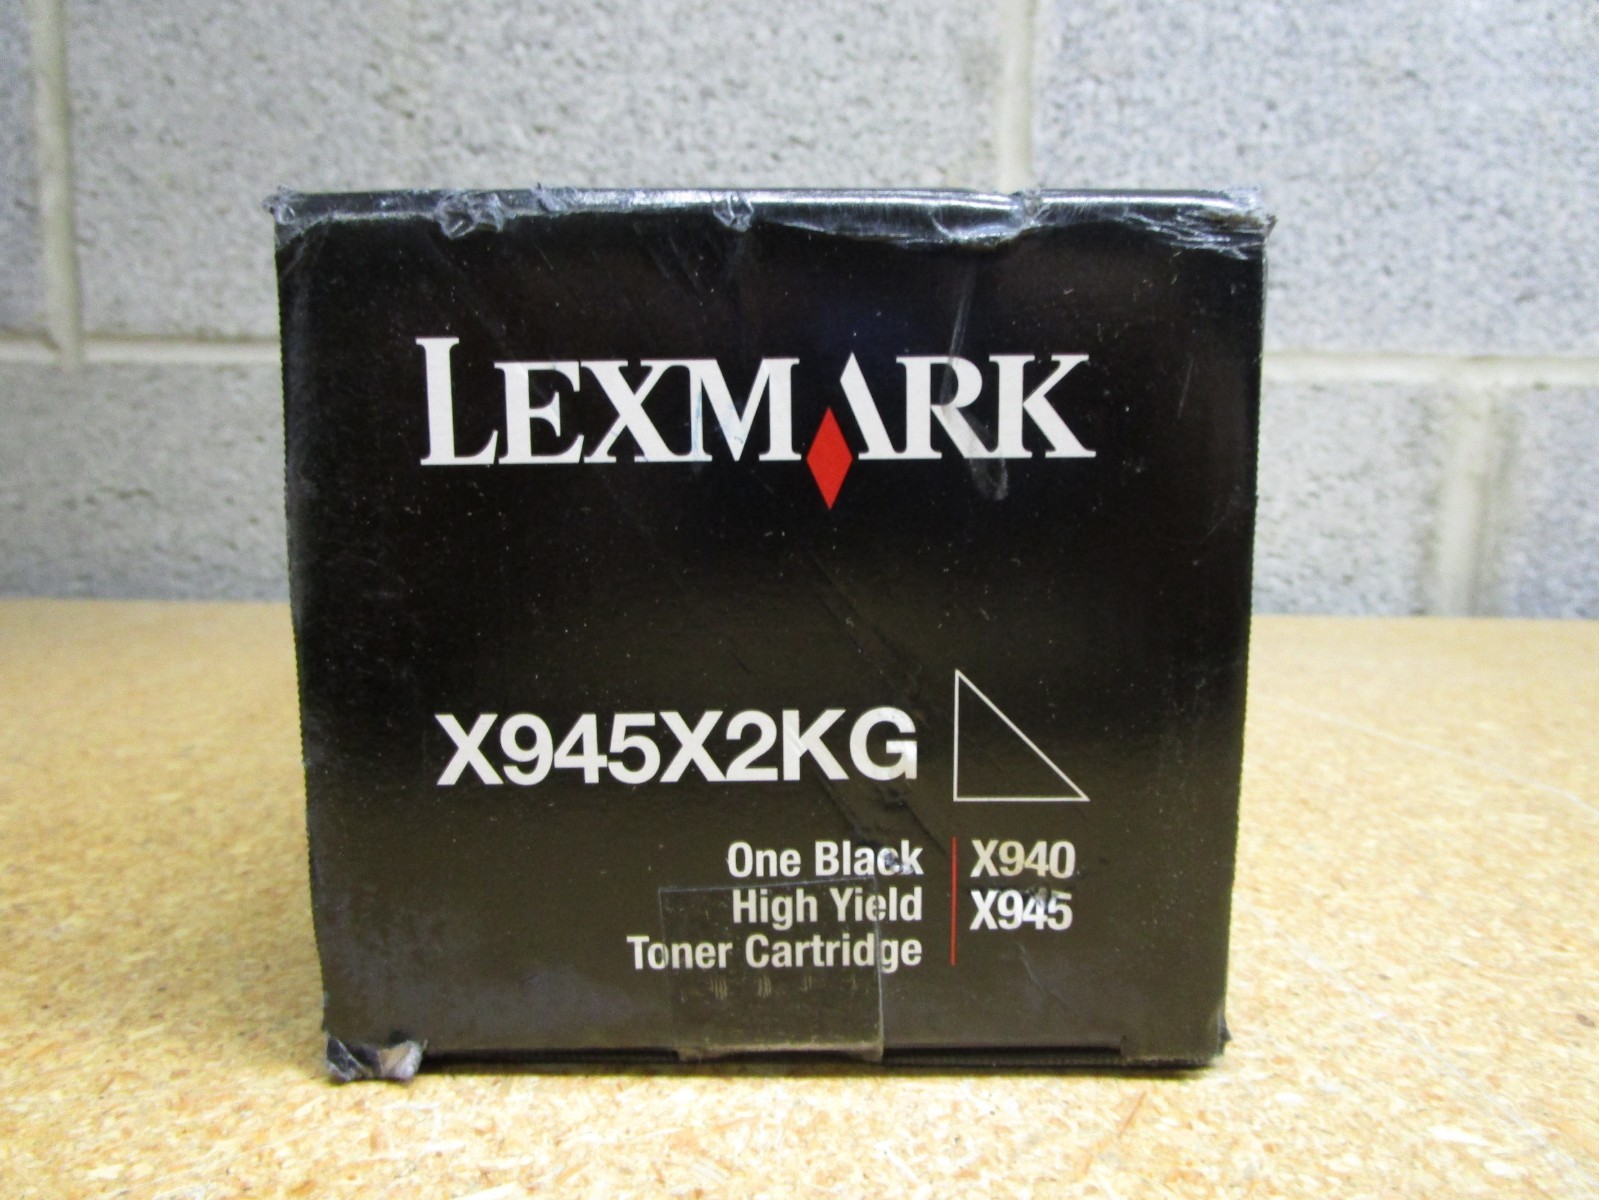 LEXMARK
X945X2KG
One Black
High Yield
Toner Cartridge
X940
X945